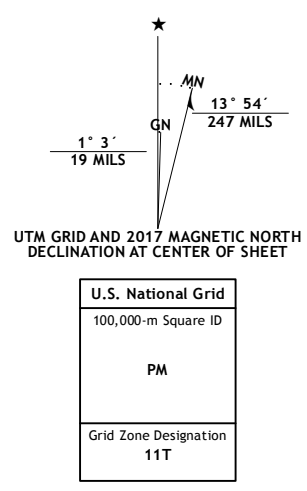 ★
MN
GN
13° 54´
247 MILS
1° 3´
19 MILS
UTM GRID AND 2017 MAGNETIC NORTH
DECLINATION AT CENTER OF SHEET
U.S. National Grid
100,000-m Square ID
PM
Grid Zone Designation
11T